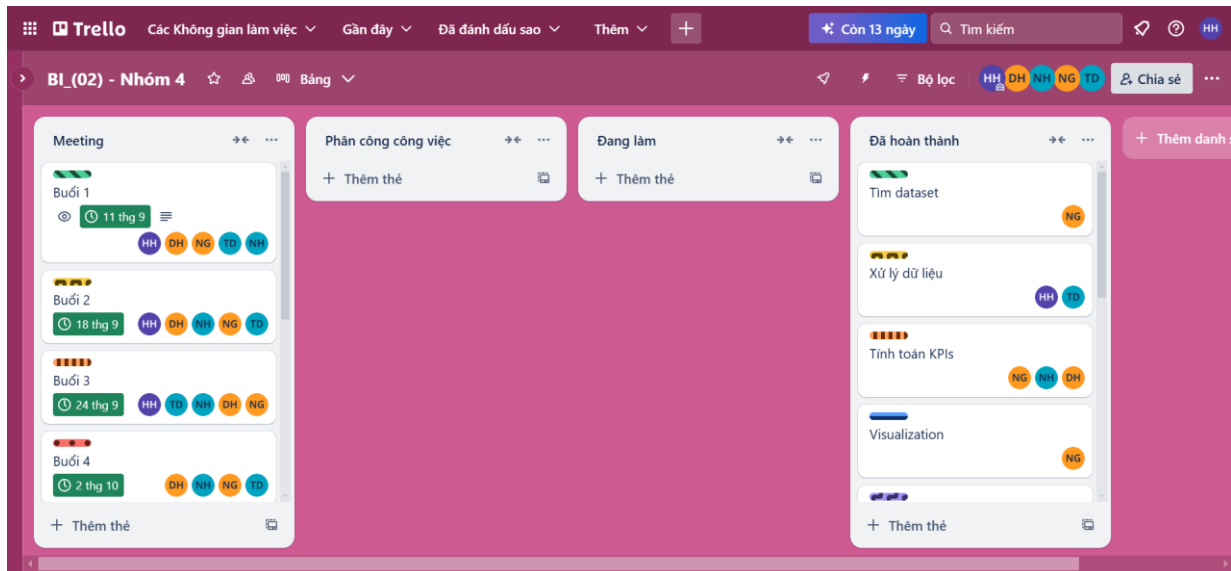 Trello Các Không gian làm việc Gần đây Đã đánh dấu sao Thêm + Còn 13 ngày Tìm kiếm HH
BI_(02) - Nhóm 4 Bảng Bộ lọc HH DH NH NG TD Chia sẻ
Meeting
Buổi 1
11 thg 9
HH DH NG TD NH
Buổi 2
18 thg 9 HH DH NH NG TD
Buổi 3
24 thg 9 HH TD NH DH NG
Buổi 4
2 thg 10 DH NH NG TD
+ Thêm thẻ
Phân công công việc
+ Thêm thẻ
Đang làm
+ Thêm thẻ
Đã hoàn thành
Tìm dataset
NG
Xử lý dữ liệu
HH TD
Tính toán KPIs
NG NH DH
Visualization
NG
+ Thêm thẻ
+ Thêm danh